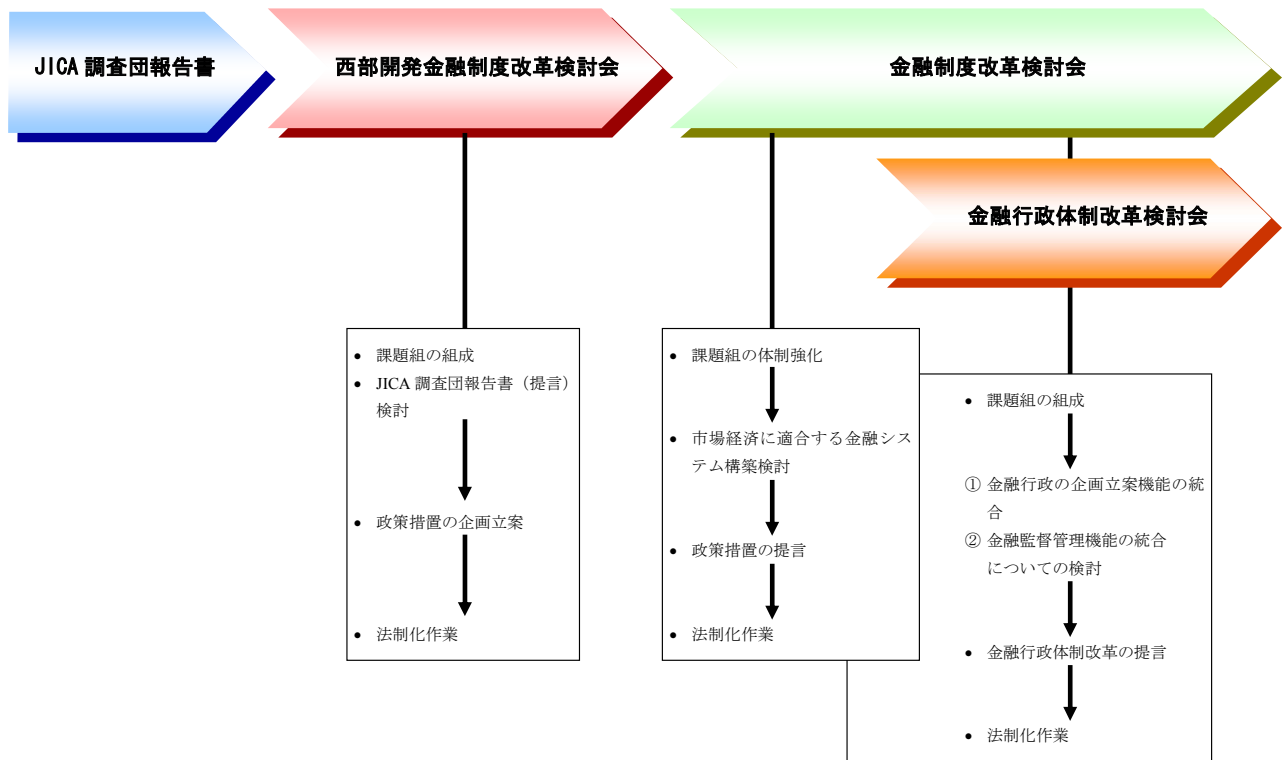 JICA 調査団報告書
西部開発金融制度改革検討会
金融制度改革検討会
金融行政体制改革検討会
• 課題組の組成
• JICA 調査団報告書（提言）
検討
• 政策措置の企画立案
• 法制化作業
• 課題組の体制強化
• 市場経済に適合する金融シス
テム構築検討
• 政策措置の提言
• 法制化作業
• 課題組の組成
① 金融行政の企画立案機能の統
合
② 金融監督管理機能の統合
についての検討
• 金融行政体制改革の提言
• 法制化作業